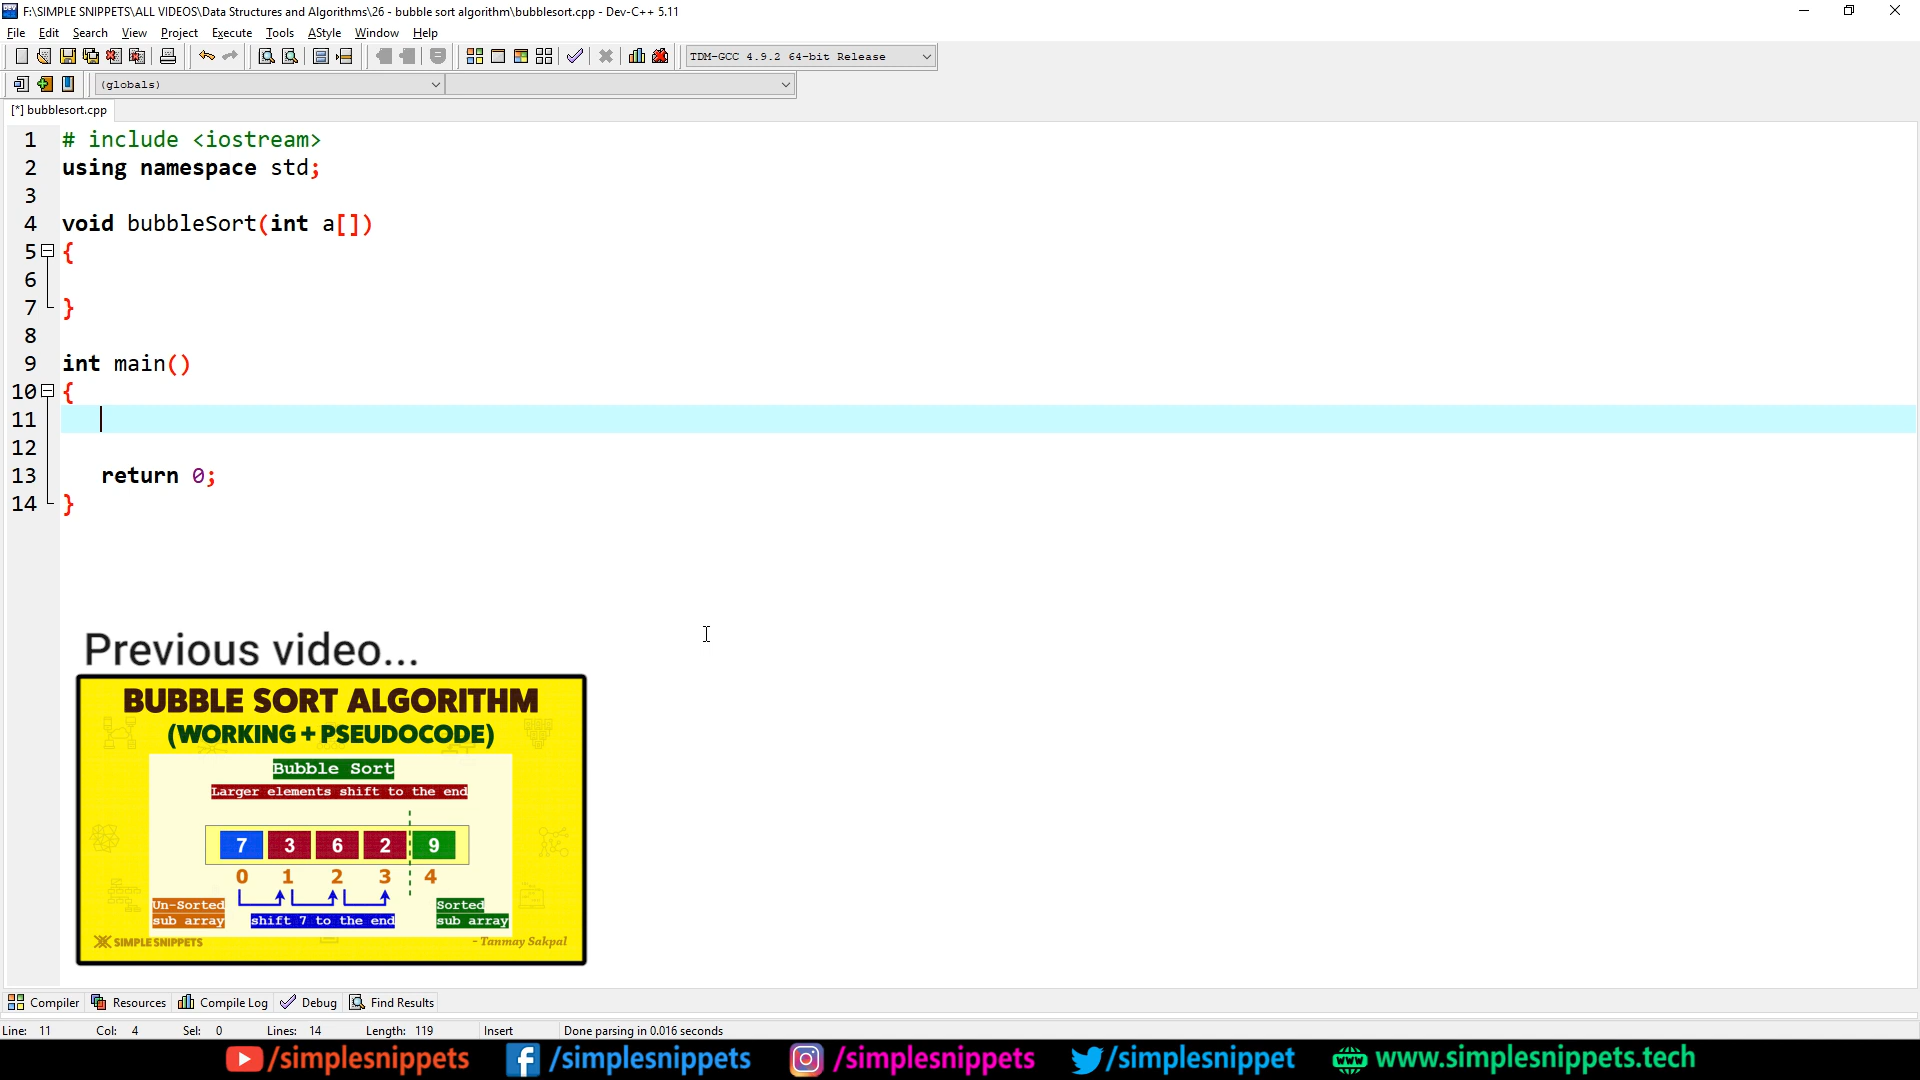 F:\SIMPLE SNIPPETS\ALL VIDEOS\Data Structures and Algorithms\26 - bubble sort algorithm\bubblesort.cpp - Dev-C++ 5.11
File Edit Search View Project Execute Tools AStyle Window Help
TDM-GCC 4.9.2 64-bit Release
(globals)
[*] bubblesort.cpp
1 # include <iostream>
2 using namespace std;
3
4 void bubbleSort(int a[])
5 {
6
7 }
8
9 int main()
10 {
11
12
13 return 0;
14 }
Previous video...
BUBBLE SORT ALGORITHM
(WORKING + PSEUDOCODE)
Bubble Sort
Larger elements shift to the end
7 3 6 2 9
0 1 2 3 4
Un-Sorted
sub array
shift 7 to the end
Sorted
sub array
SIMPLE SNIPPETS
- Tanmay Sakpal
Compiler Resources Compile Log Debug Find Results
Line: 11 Col: 4 Sel: 0 Lines: 14 Length: 119 Insert Done parsing in 0.016 seconds
/simplesnippets /simplesnippets /simplesnippets /simplesnippet www.simplesnippets.tech